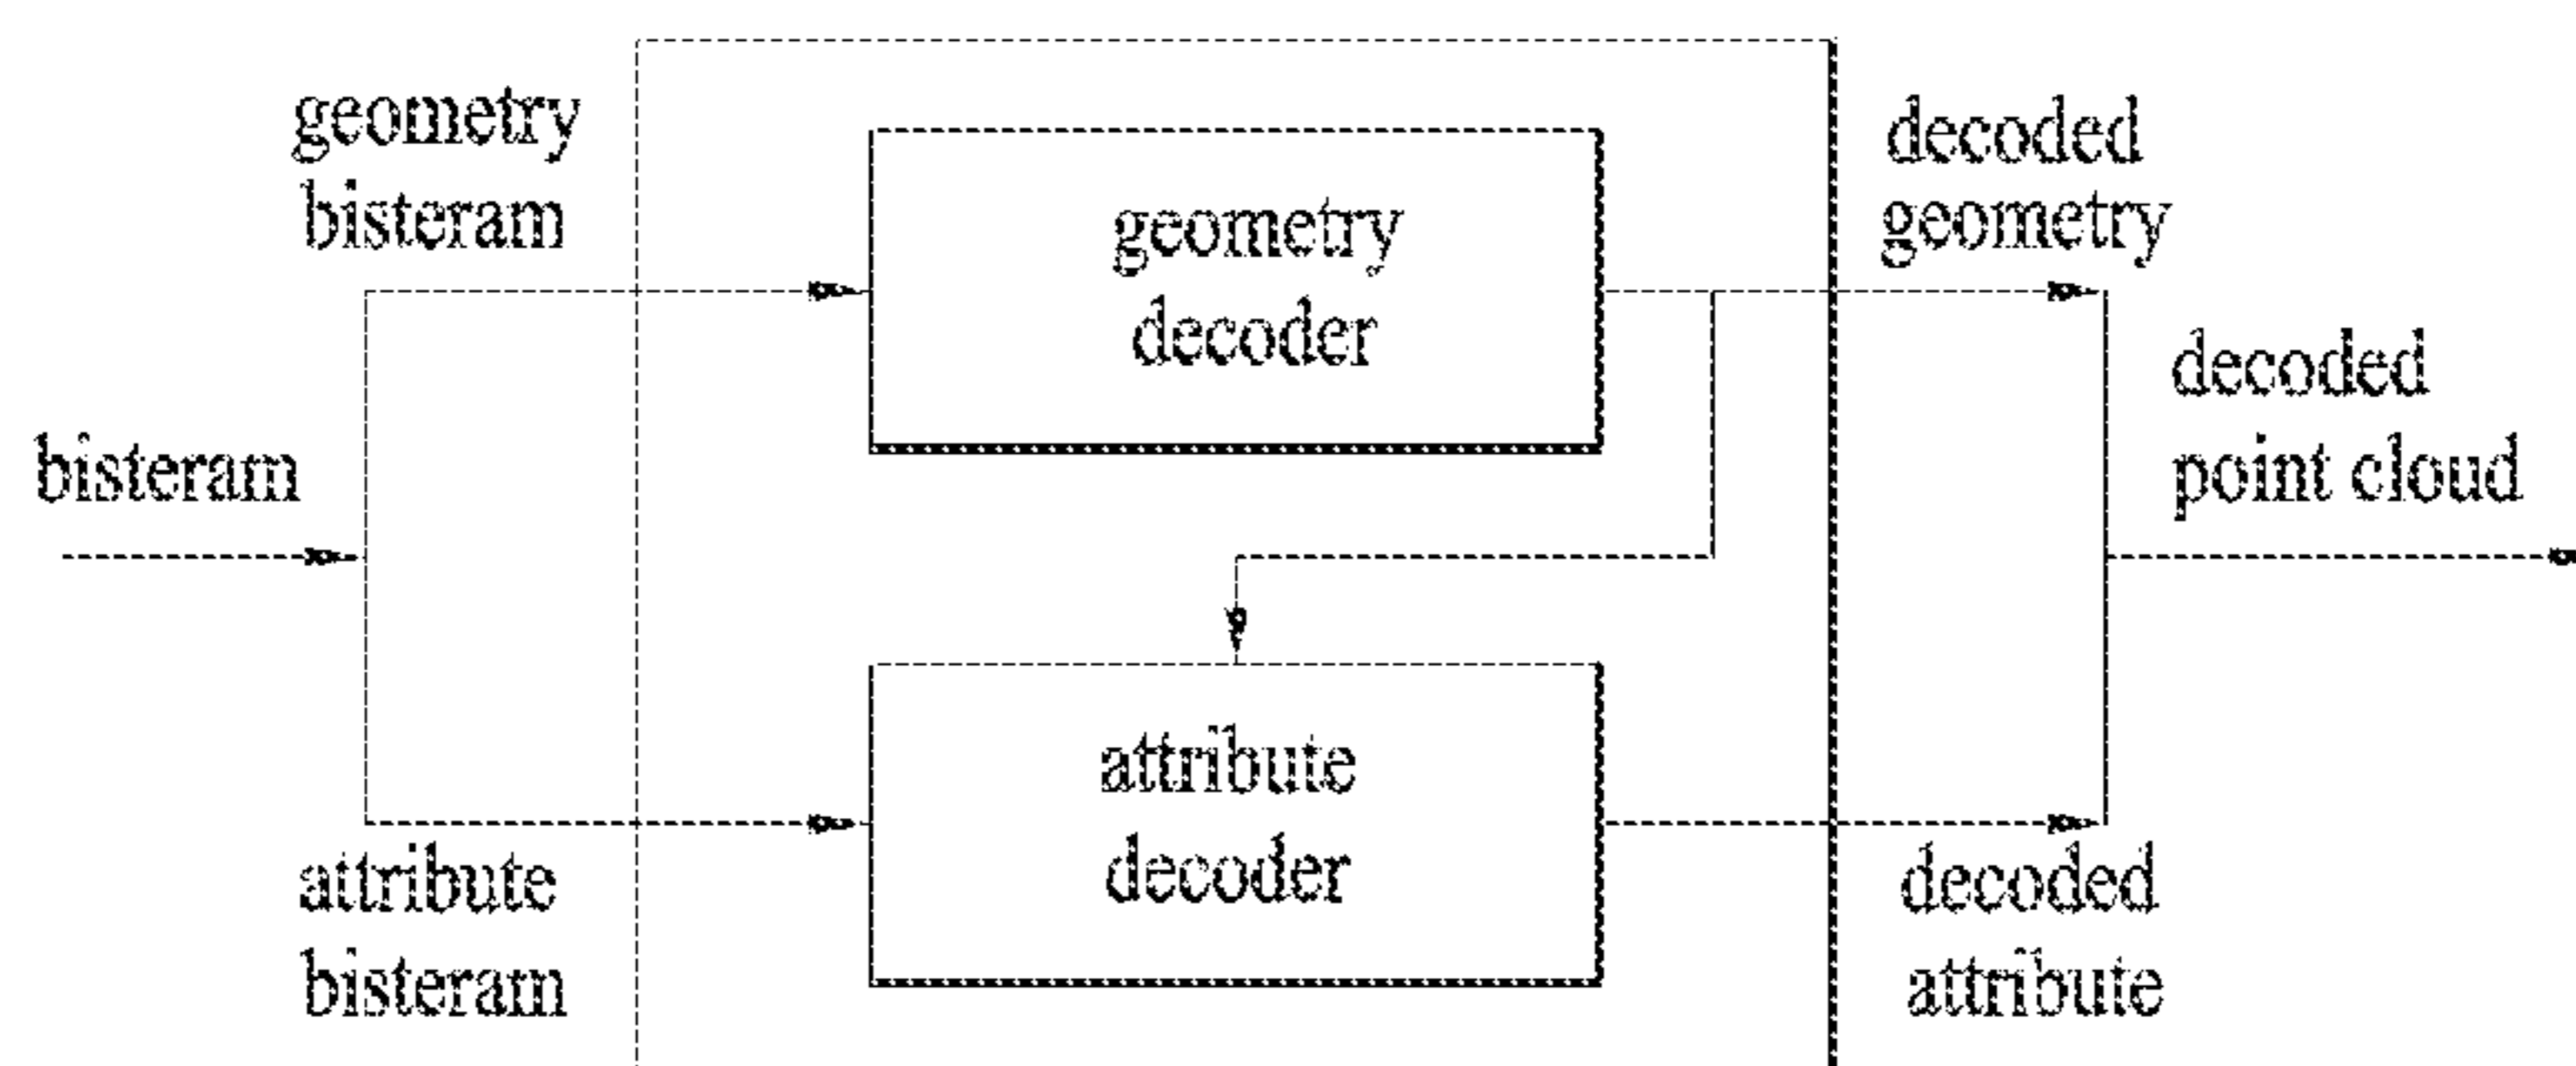 geometry
bisteram
geometry
decoder
decoded
geometry
bisteram
decoded
point cloud
attribute
decoder
attribute
bisteram
decoded
attribute